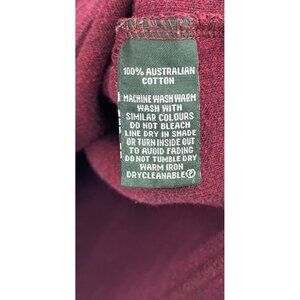 100% AUSTRALIAN
COTTON
MACHINE WASH WARM
WASH WITH
SIMILAR COLOURS
DO NOT BLEACH
LINE DRY IN SHADE
OR TURN INSIDE OUT
TO AVOID FADING
DO NOT TUMBLE DRY
WARM IRON
DRYCLEANABLE Ⓟ